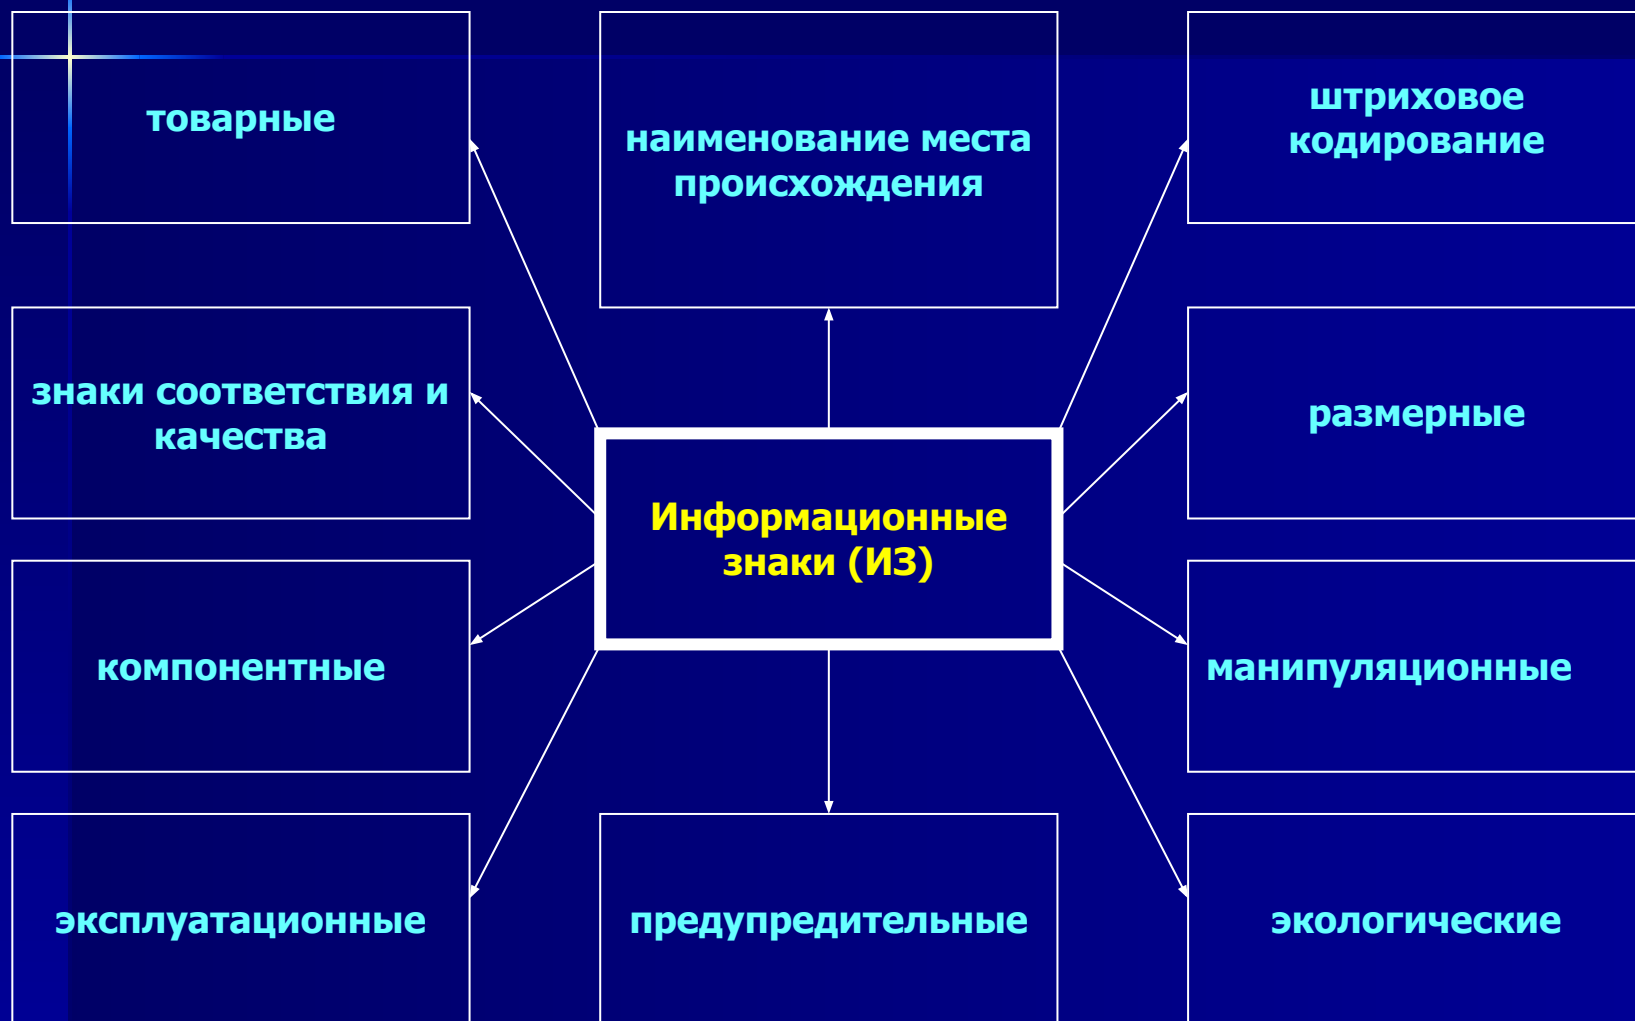 товарные
наименование места
происхождения
штриховое
кодирование
знаки соответствия и
качества
размерные
Информационные
знаки (ИЗ)
компонентные
манипуляционные
эксплуатационные
предупредительные
экологические